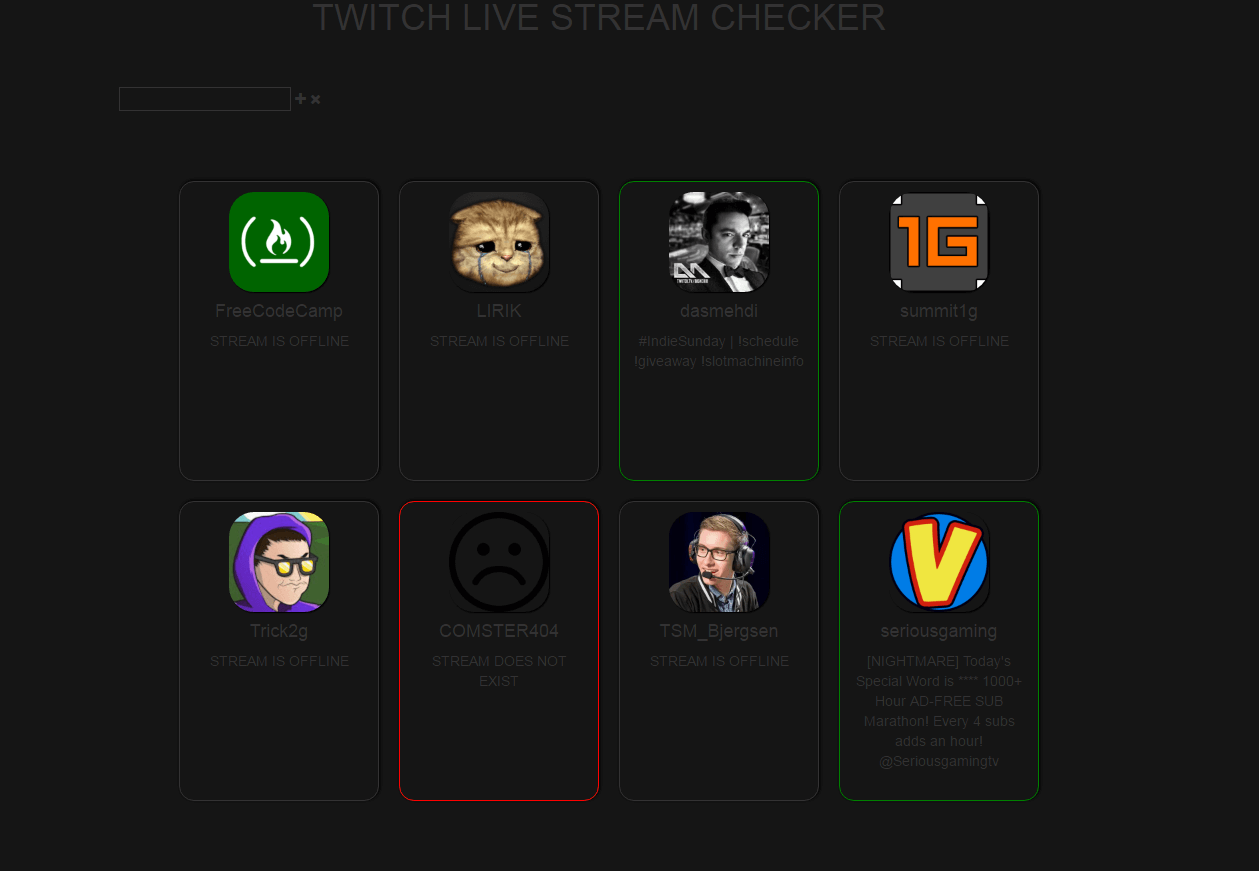 TWITCH LIVE STREAM CHECKER
1G
FreeCodeCamp
LIRIK
dasmehdi
summit1g
STREAM IS OFFLINE
STREAM IS OFFLINE
#IndieSunday | !schedule
!giveaway !slotmachineinfo
STREAM IS OFFLINE
V
Trick2g
COMSTER404
TSM_Bjergsen
seriousgaming
STREAM IS OFFLINE
STREAM DOES NOT
EXIST
STREAM IS OFFLINE
[NIGHTMARE] Today's
Special Word is **** 1000+
Hour AD-FREE SUB
Marathon! Every 4 subs
adds an hour!
@Seriousgamingtv